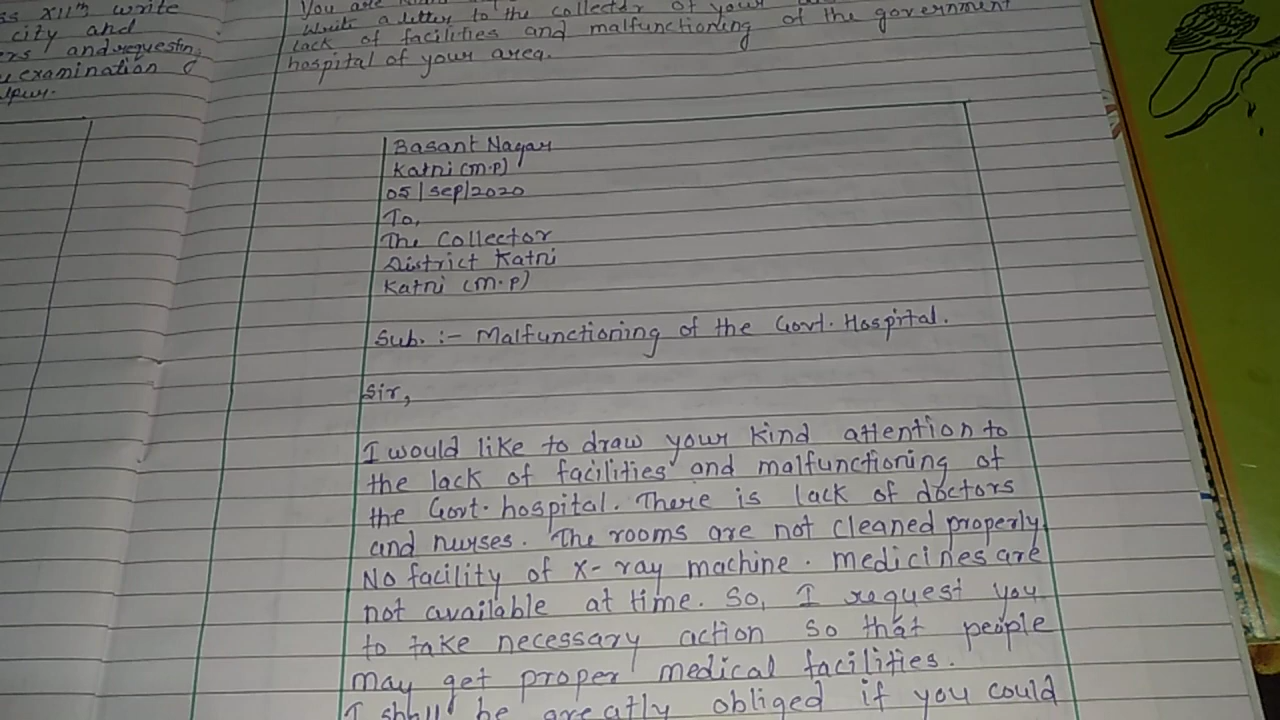 ss XIIth write
city and
ers and requesting
examination
You are
Write a letter to the collector of your
lack of facilities and malfunctioning of the government
hospital of your area.
Basant Nagar
Katni (m.p)
05/Sep/2020
To,
The Collector
District Katni
Katni (m.p)
Sub. :- Malfunctioning of the Govt. Hospital.
Sir,
I would like to draw your kind attention to
the lack of facilities and malfunctioning of
the Govt. hospital. There is lack of doctors
and nurses. The rooms are not cleaned properly
No facility of X-ray machine. Medicines are
not available at time. So, I request you
to take necessary action so that people
may get proper medical facilities.
I shall be greatly obliged if you could